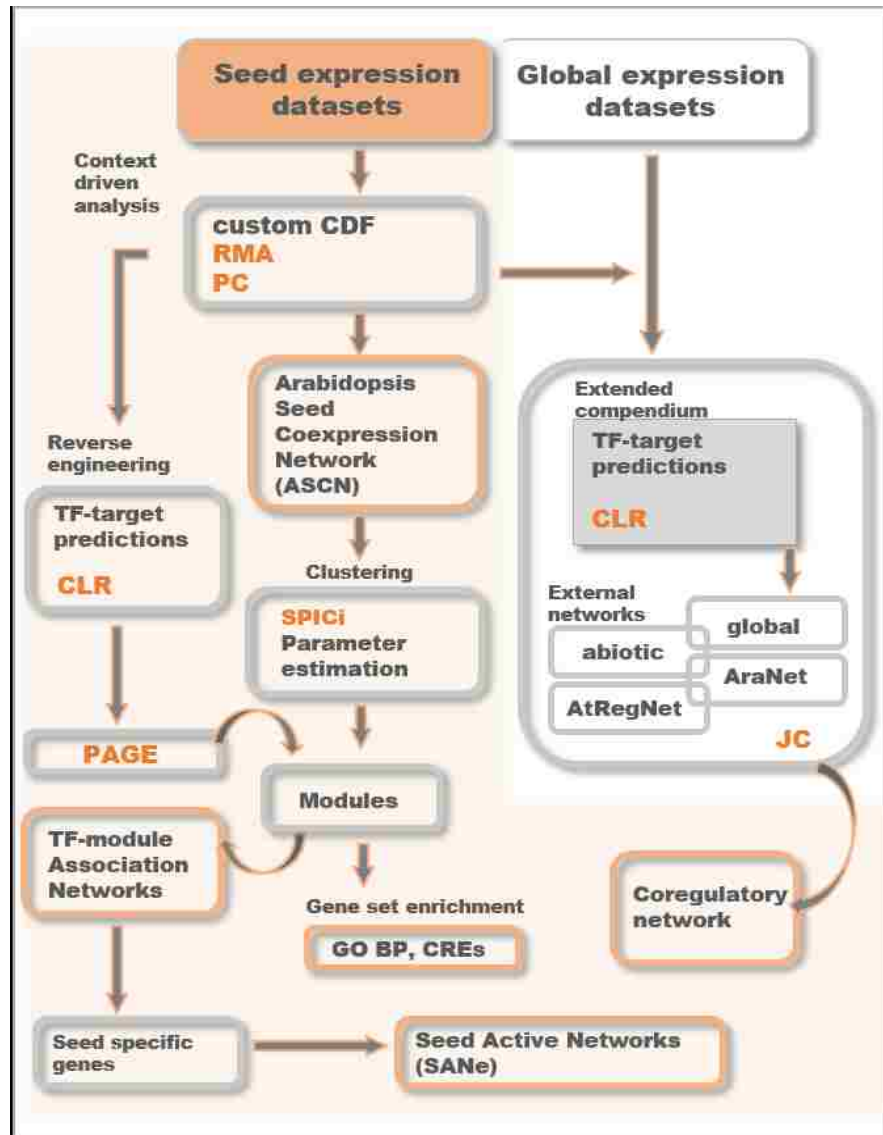 Seed expression
datasets
Global expression
datasets
Context
driven
analysis
custom CDF
RMA
PC
Arabidopsis
Seed
Coexpression
Network
(ASCN)
Extended
compendium
TF-target
predictions
CLR
Reverse
engineering
TF-target
predictions
CLR
Clustering
SPICi
Parameter
estimation
External
networks
global
abiotic
AraNet
AtRegNet
JC
PAGE
Modules
TF-module
Association
Networks
Gene set enrichment
GO BP, CREs
Coregulatory
network
Seed specific
genes
Seed Active Networks
(SANe)